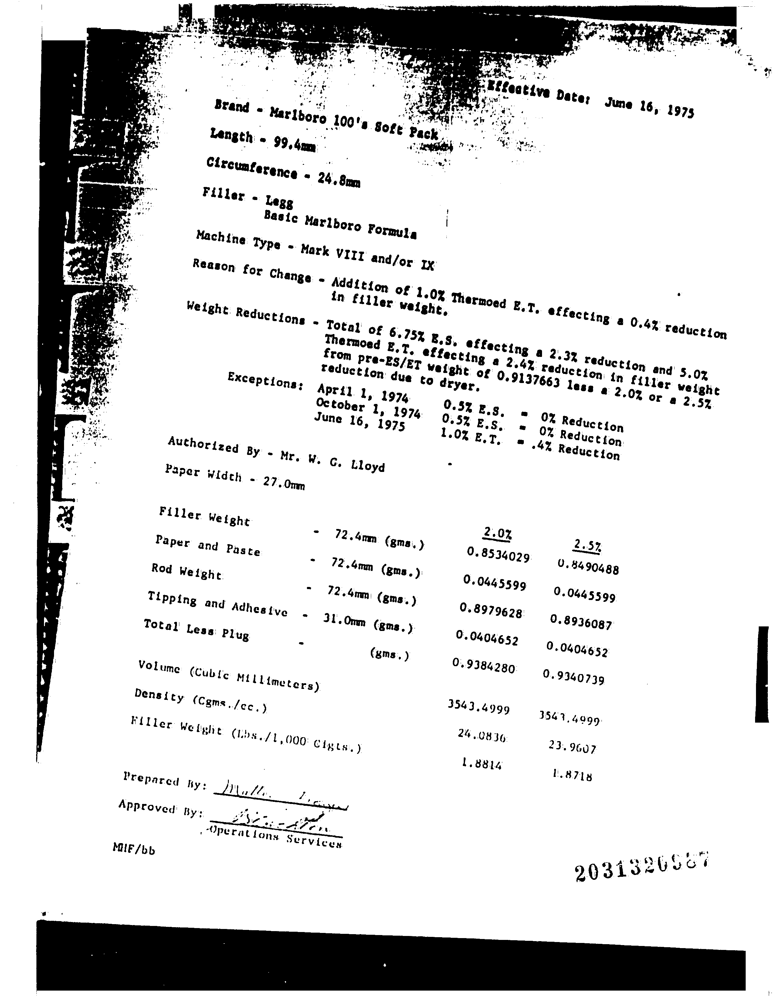 Effective Date: June 16, 1975
Brand - Marlboro 100's Soft Pack
Length - 99.4mm
Circumference - 24.8mm
Filler - Legg
Basic Marlboro Formula
Machine Type - Mark VIII and/or IX
Reason for Change - Addition of 1.0% Thermoed E.T. effecting a 0.4% reduction
in filler weight.
Weight Reductions - Total of 6.75% E.S. effecting a 2.3% reduction and 5.0%
Thermoed E.T. effecting a 2.4% reduction in filler weight
from pre-ES/ET weight of 0.9137663 less a 2.0% or a 2.5%
reduction due to dryer.
Exceptions: April 1, 1974 0.5% E.S. = 0% Reduction
October 1, 1974 0.5% E.S. = 0% Reduction
June 16, 1975 1.0% E.T. = .4% Reduction
Authorized By - Mr. W. G. Lloyd
Paper Width - 27.0mm
2.0% 2.5%
Filler Weight - 72.4mm (gms.) 0.8534029 0.8490488
Paper and Paste - 72.4mm (gms.) 0.0445599 0.0445599
Rod Weight - 72.4mm (gms.) 0.8979628 0.8936087
Tipping and Adhesive - 31.0mm (gms.) 0.0404652 0.0404652
Total Less Plug - (gms.) 0.9384280 0.9340739
Volume (Cubic Millimeters) 3543.4999 3543.4999
Density (Cgms./cc.) 24.0836 23.9607
Filler Weight (Lbs./1,000 Cigts.) 1.8814 1.8718
Prepared By:
Approved By:
Operations Services
MHF/bb